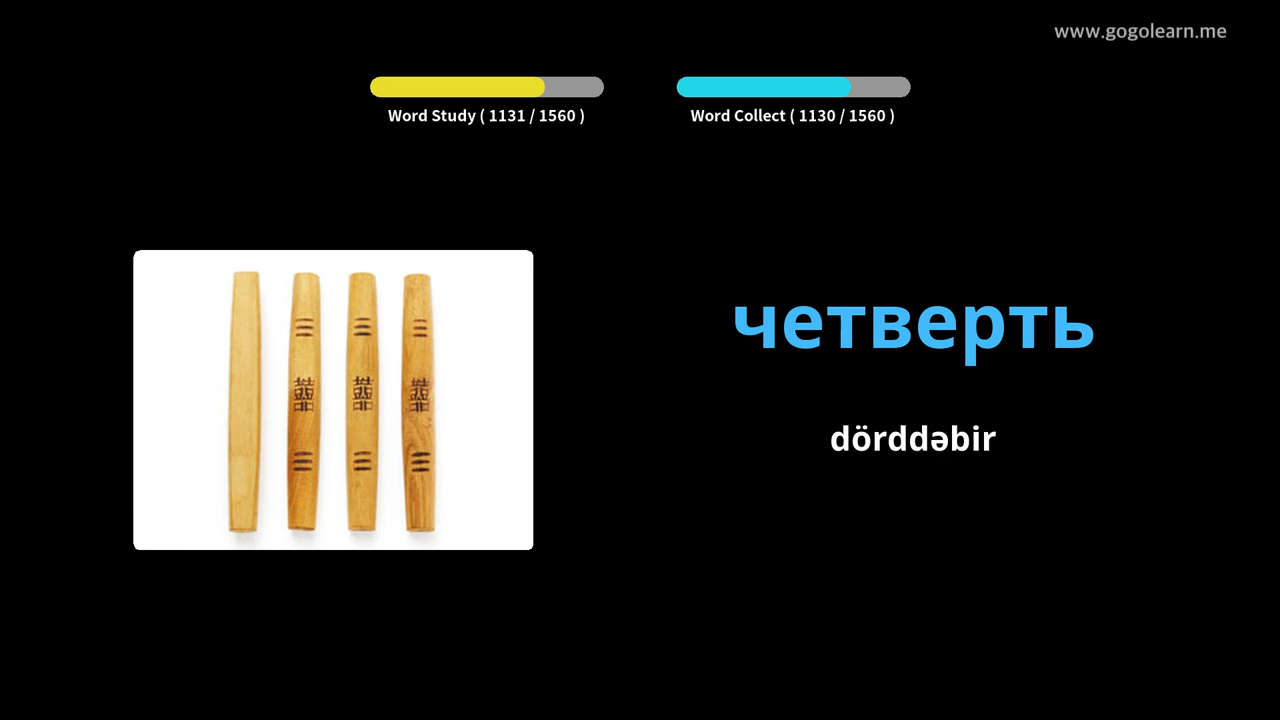 www.gogolearn.me
Word Study ( 1131 / 1560 )
Word Collect ( 1130 / 1560 )
четверть
dörddəbir